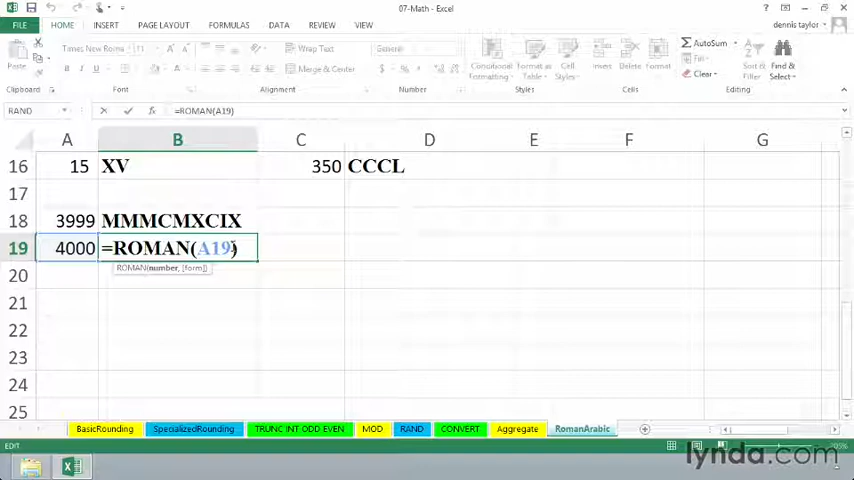 07-Math - Excel
dennis taylor
FILE HOME INSERT PAGE LAYOUT FORMULAS DATA REVIEW VIEW
Paste Times New Roma 11 Wrap Text General Conditional Formatting Format as Table Cell Styles Insert Delete Format AutoSum Fill Clear Sort & Filter Find & Select
B I U Merge & Center $ %
Clipboard Font Alignment Number Styles Cells Editing
RAND =ROMAN(A19)
A B C D E F G
16 15 XV 350 CCCL
17
18 3999 MMMCMXCIX
19 4000 =ROMAN(A19)
ROMAN(number, [form])
20
21
22
23
24
25
BasicRounding SpecializedRounding TRUNC INT ODD EVEN MOD RAND CONVERT Aggregate RomanArabic
EDIT
lynda.com